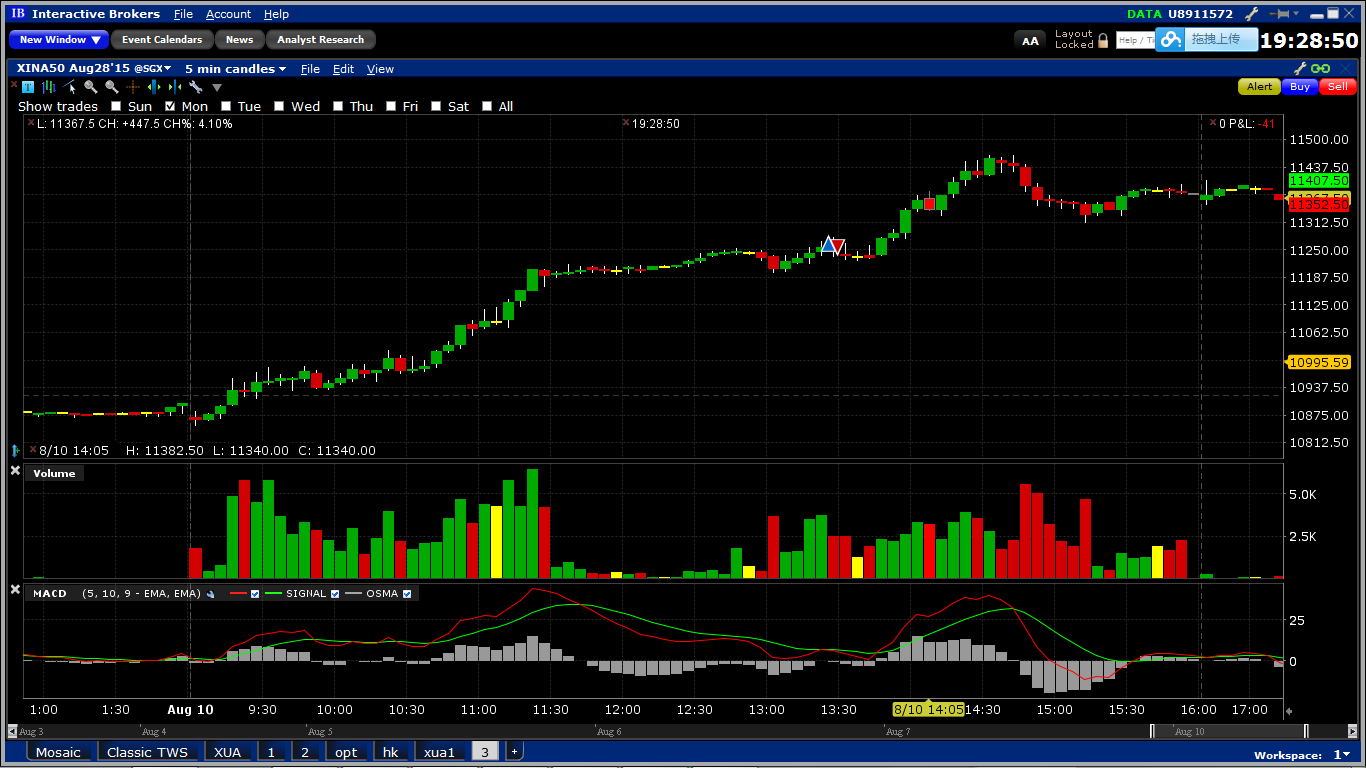 IB Interactive Brokers File Account Help DATA U8911572
New Window ▼ Event Calendars News Analyst Research AA Layout Locked Help / Ti 拖拽上传 19:28:50
XINA50 Aug28'15 @SGX 5 min candles File Edit View
T Alert Buy Sell
Show trades Sun Mon Tue Wed Thu Fri Sat All
L: 11367.5 CH: +447.5 CH%: 4.10% 19:28:50 0 P&L: -41
11500.00
11437.50
11407.50
11352.50
11312.50
11250.00
11187.50
11125.00
11062.50
10995.59
10937.50
10875.00
10812.50
8/10 14:05 H: 11382.50 L: 11340.00 C: 11340.00
Volume
5.0K
2.5K
MACD (5, 10, 9 - EMA, EMA) SIGNAL OSMA
25
0
1:00 1:30 Aug 10 9:30 10:00 10:30 11:00 11:30 12:00 12:30 13:00 13:30 8/10 14:05 14:30 15:00 15:30 16:00 17:00
Aug 3 Aug 4 Aug 5 Aug 6 Aug 7 Aug 10
Mosaic Classic TWS XUA 1 2 opt hk xua1 3 +
Workspace: 1